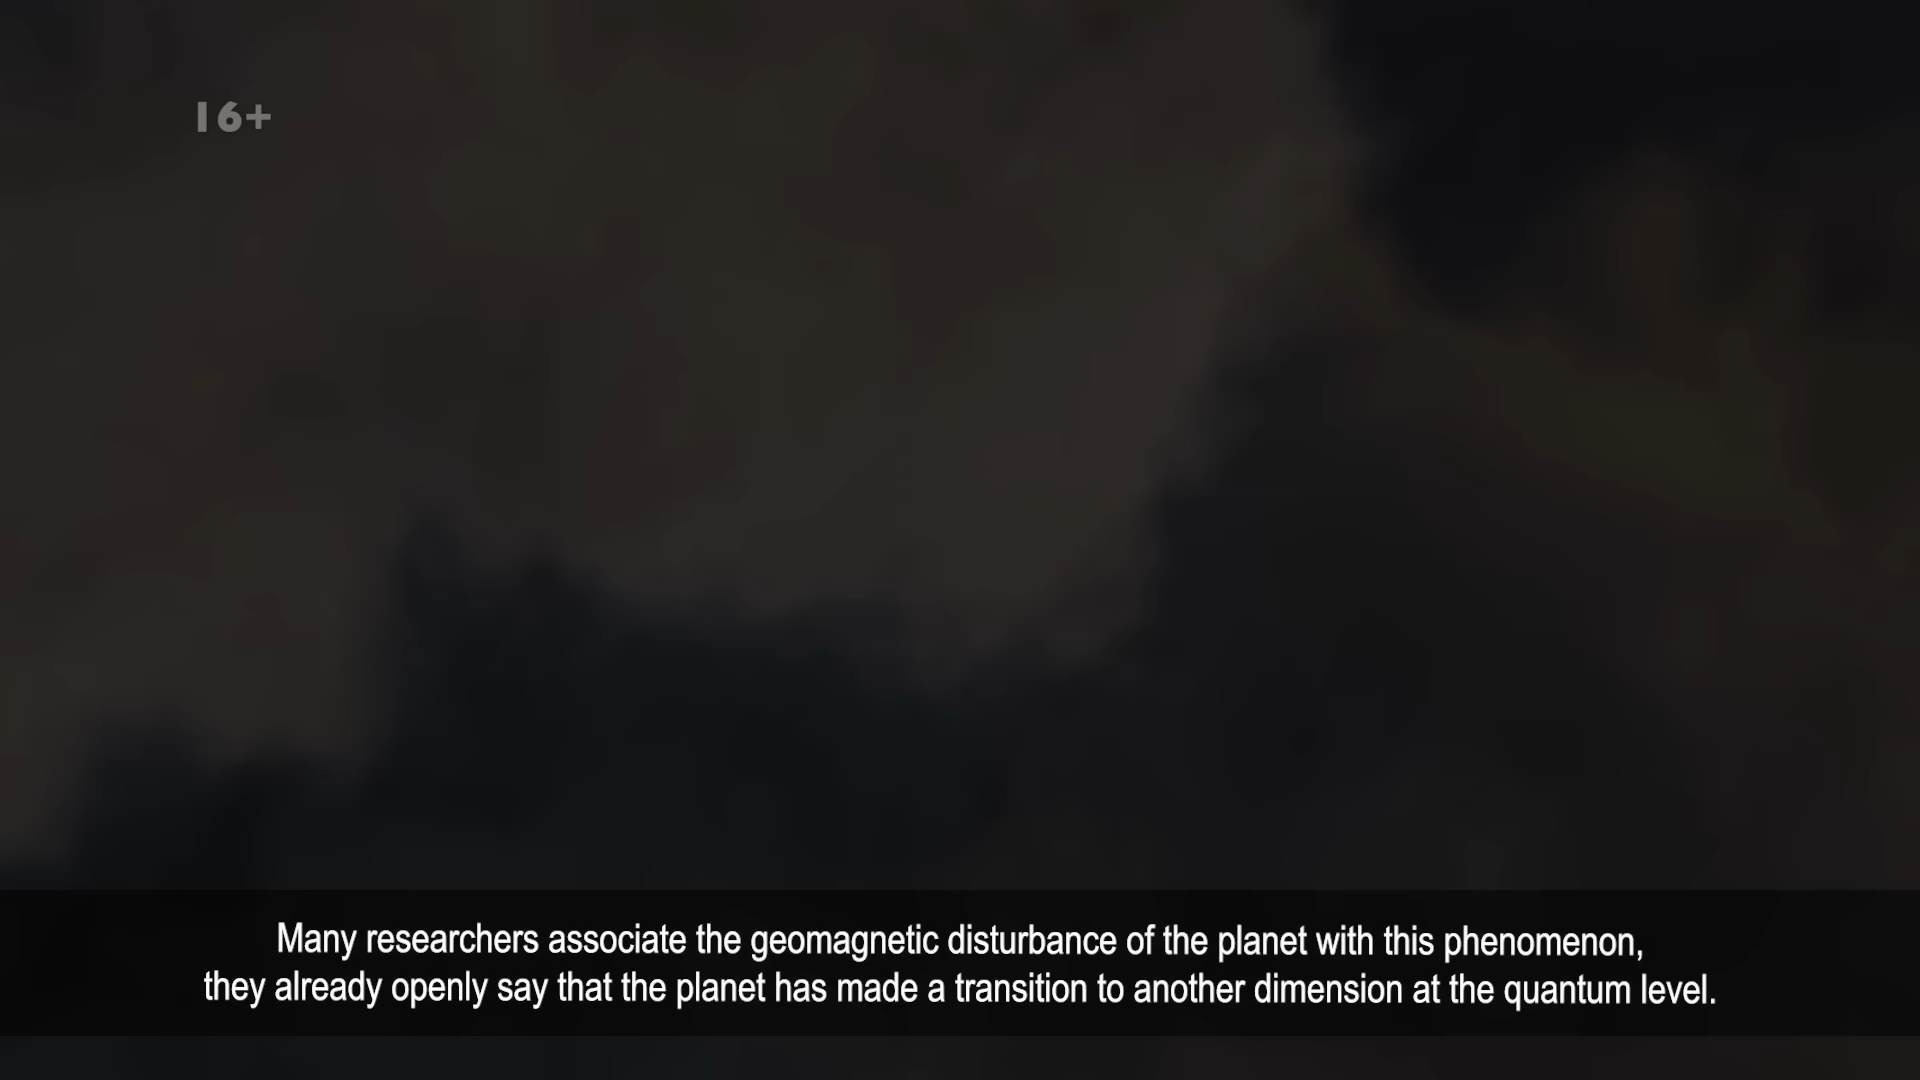 16+
Many researchers associate the geomagnetic disturbance of the planet with this phenomenon,
they already openly say that the planet has made a transition to another dimension at the quantum level.